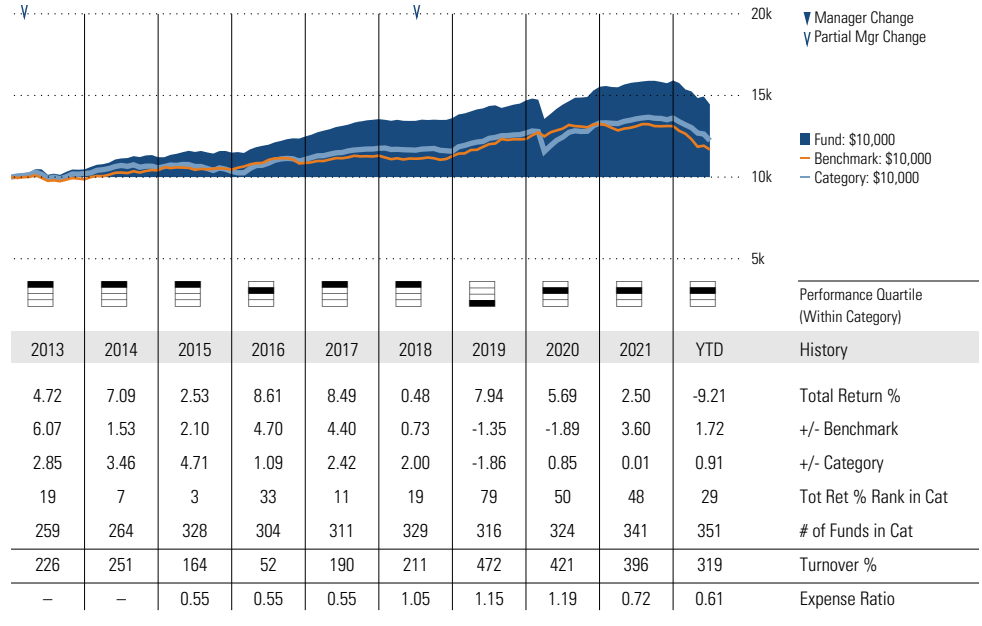 20k
15k
10k
5k
Manager Change
Partial Mgr Change
Fund: $10,000
Benchmark: $10,000
Category: $10,000
Performance Quartile
(Within Category)
2013 2014 2015 2016 2017 2018 2019 2020 2021 YTD History
4.72 7.09 2.53 8.61 8.49 0.48 7.94 5.69 2.50 -9.21 Total Return %
6.07 1.53 2.10 4.70 4.40 0.73 -1.35 -1.89 3.60 1.72 +/- Benchmark
2.85 3.46 4.71 1.09 2.42 2.00 -1.86 0.85 0.01 0.91 +/- Category
19 7 3 33 11 19 79 50 48 29 Tot Ret % Rank in Cat
259 264 328 304 311 329 316 324 341 351 # of Funds in Cat
226 251 164 52 190 211 472 421 396 319 Turnover %
– – 0.55 0.55 0.55 1.05 1.15 1.19 0.72 0.61 Expense Ratio